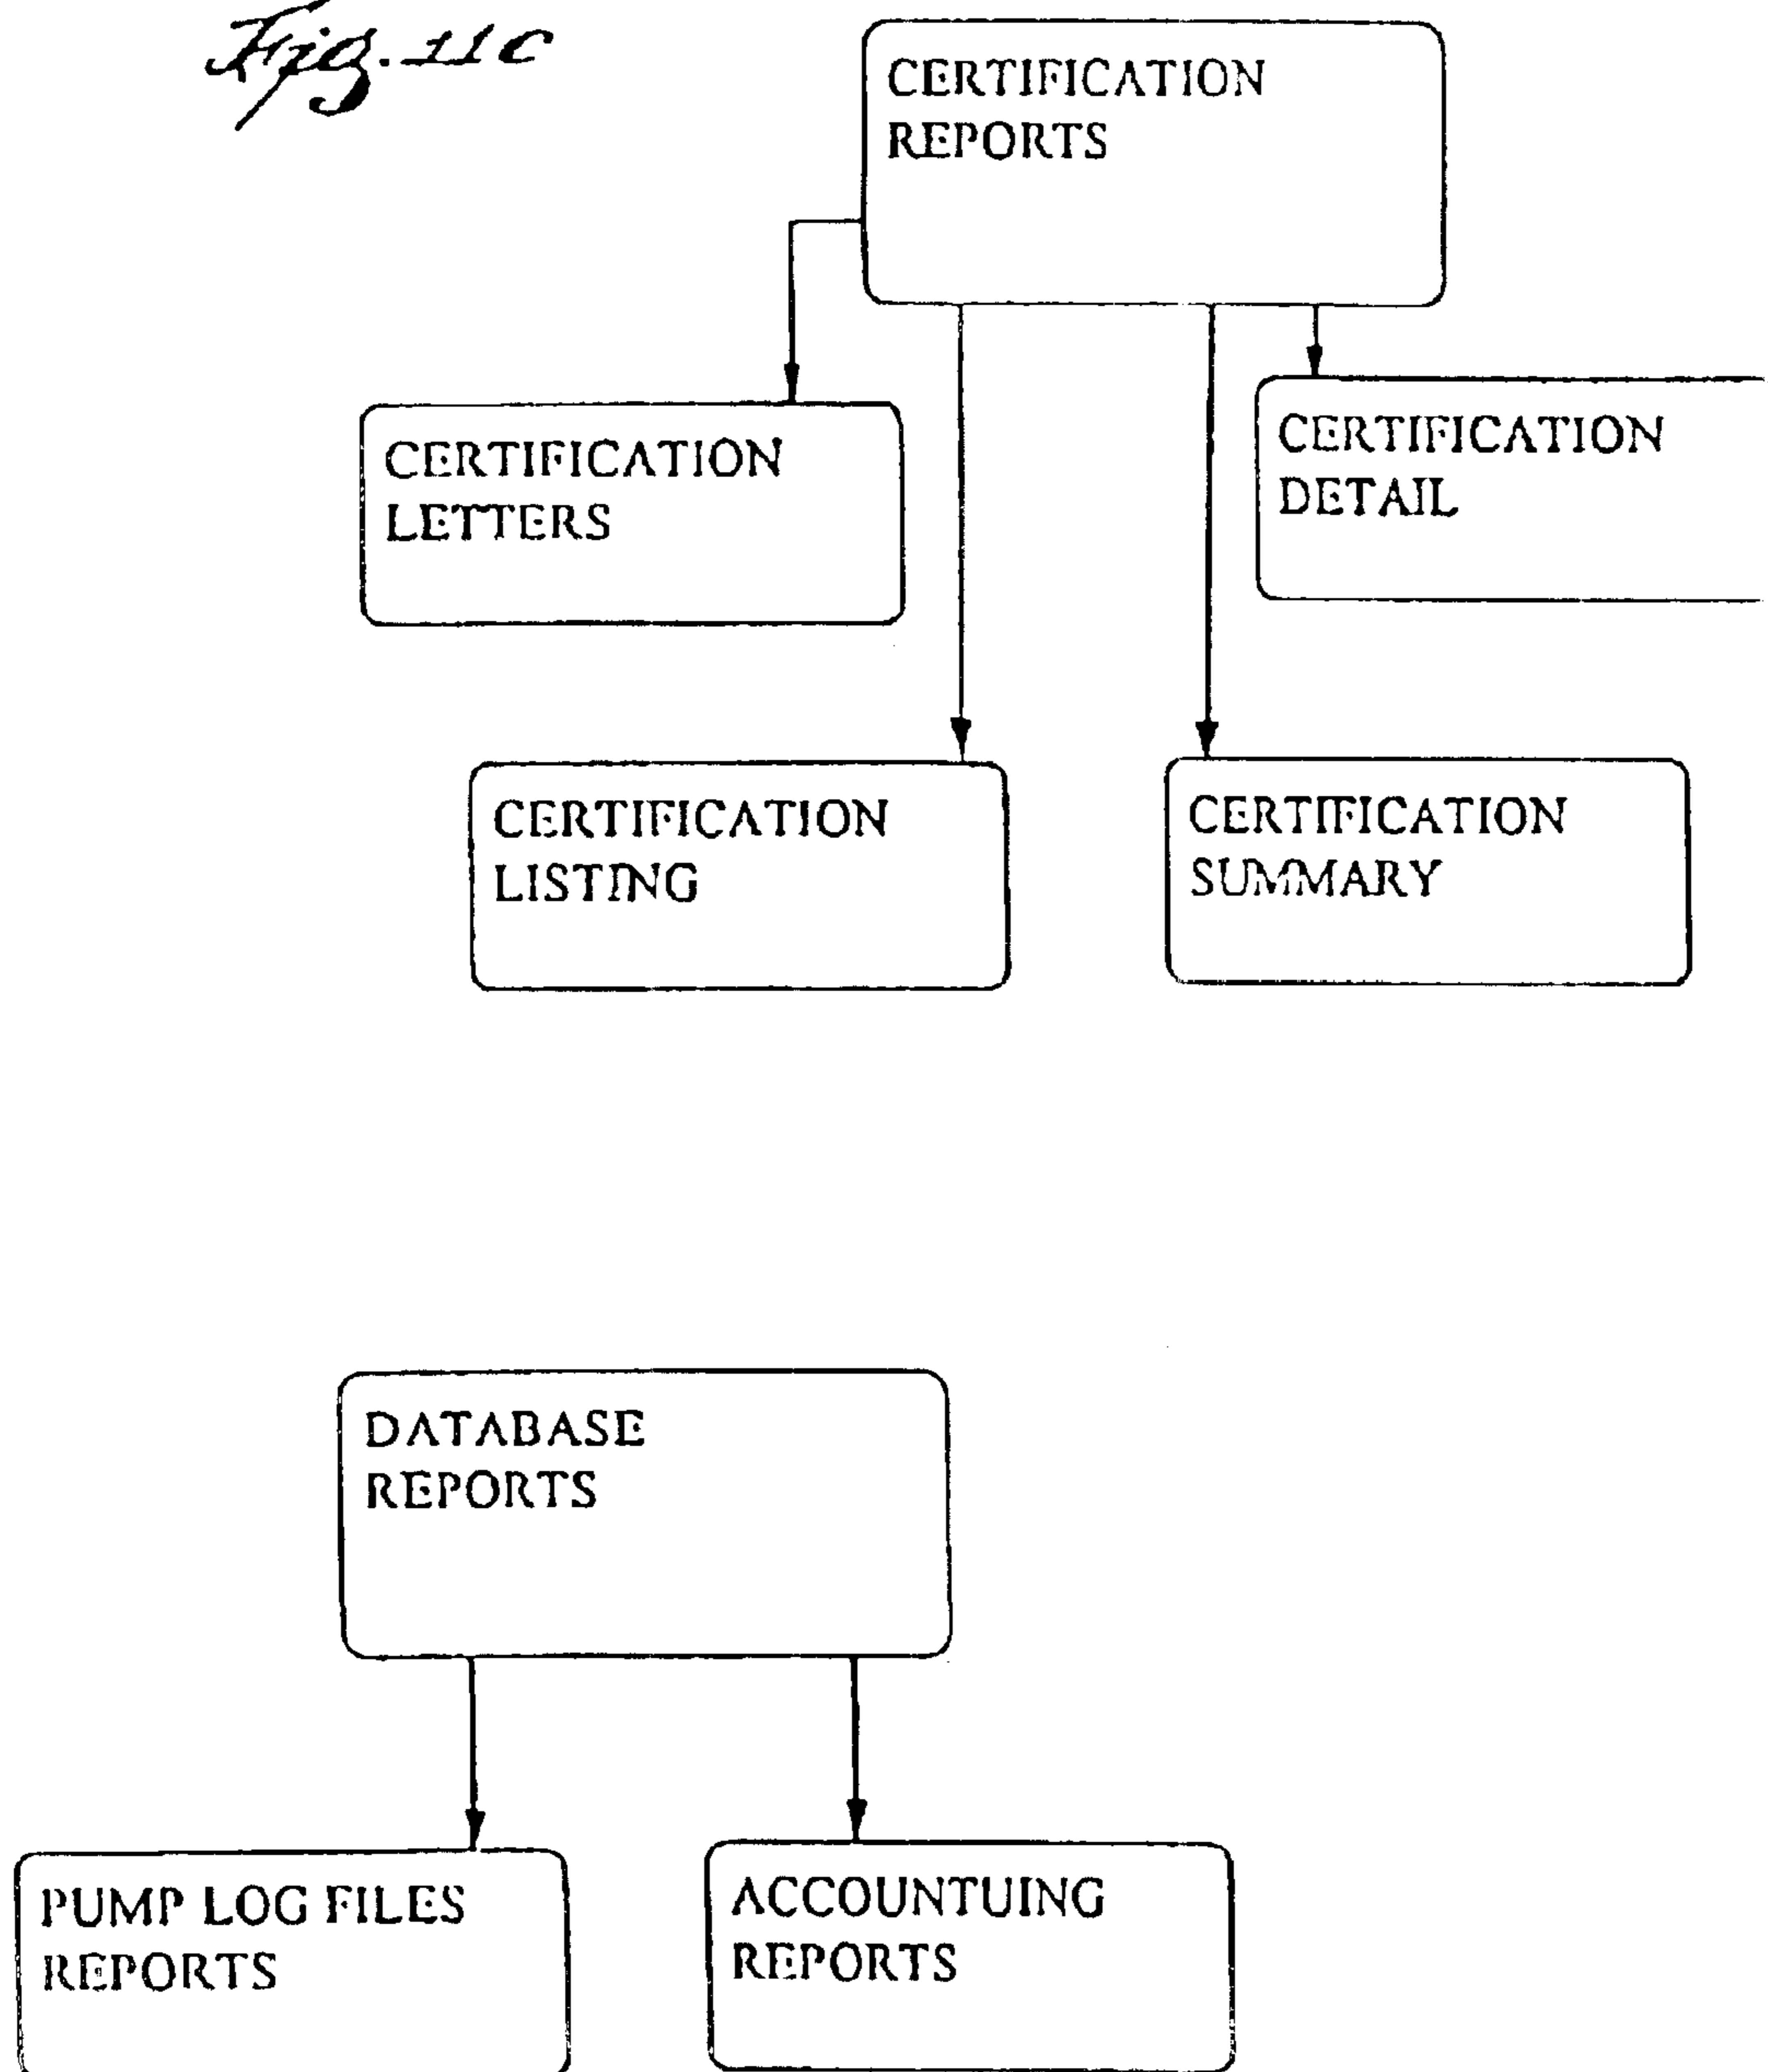 Fig. 11C
CERTIFICATION
REPORTS
CERTIFICATION
LETTERS
CERTIFICATION
DETAIL
CERTIFICATION
LISTING
CERTIFICATION
SUMMARY
DATABASE
REPORTS
PUMP LOG FILES
REPORTS
ACCOUNTUING
REPORTS